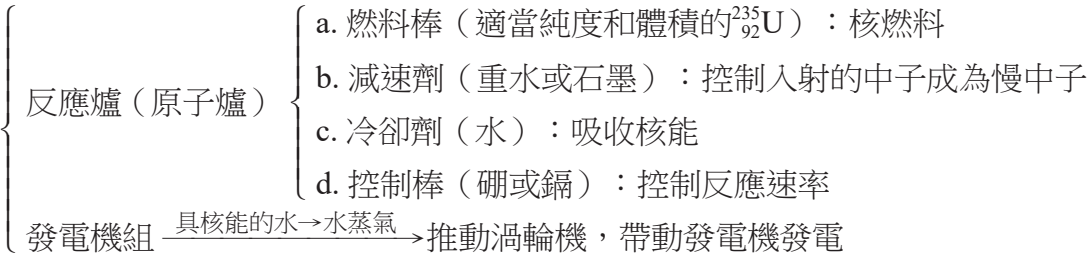 a. 燃料棒（適當純度和體積的²³⁵₉₂U）：核燃料
b. 減速劑（重水或石墨）：控制入射的中子成為慢中子
反應爐（原子爐）
c. 冷卻劑（水）：吸收核能
d. 控制棒（硼或鎘）：控制反應速率
發電機組 具核能的水→水蒸氣 →推動渦輪機，帶動發電機發電